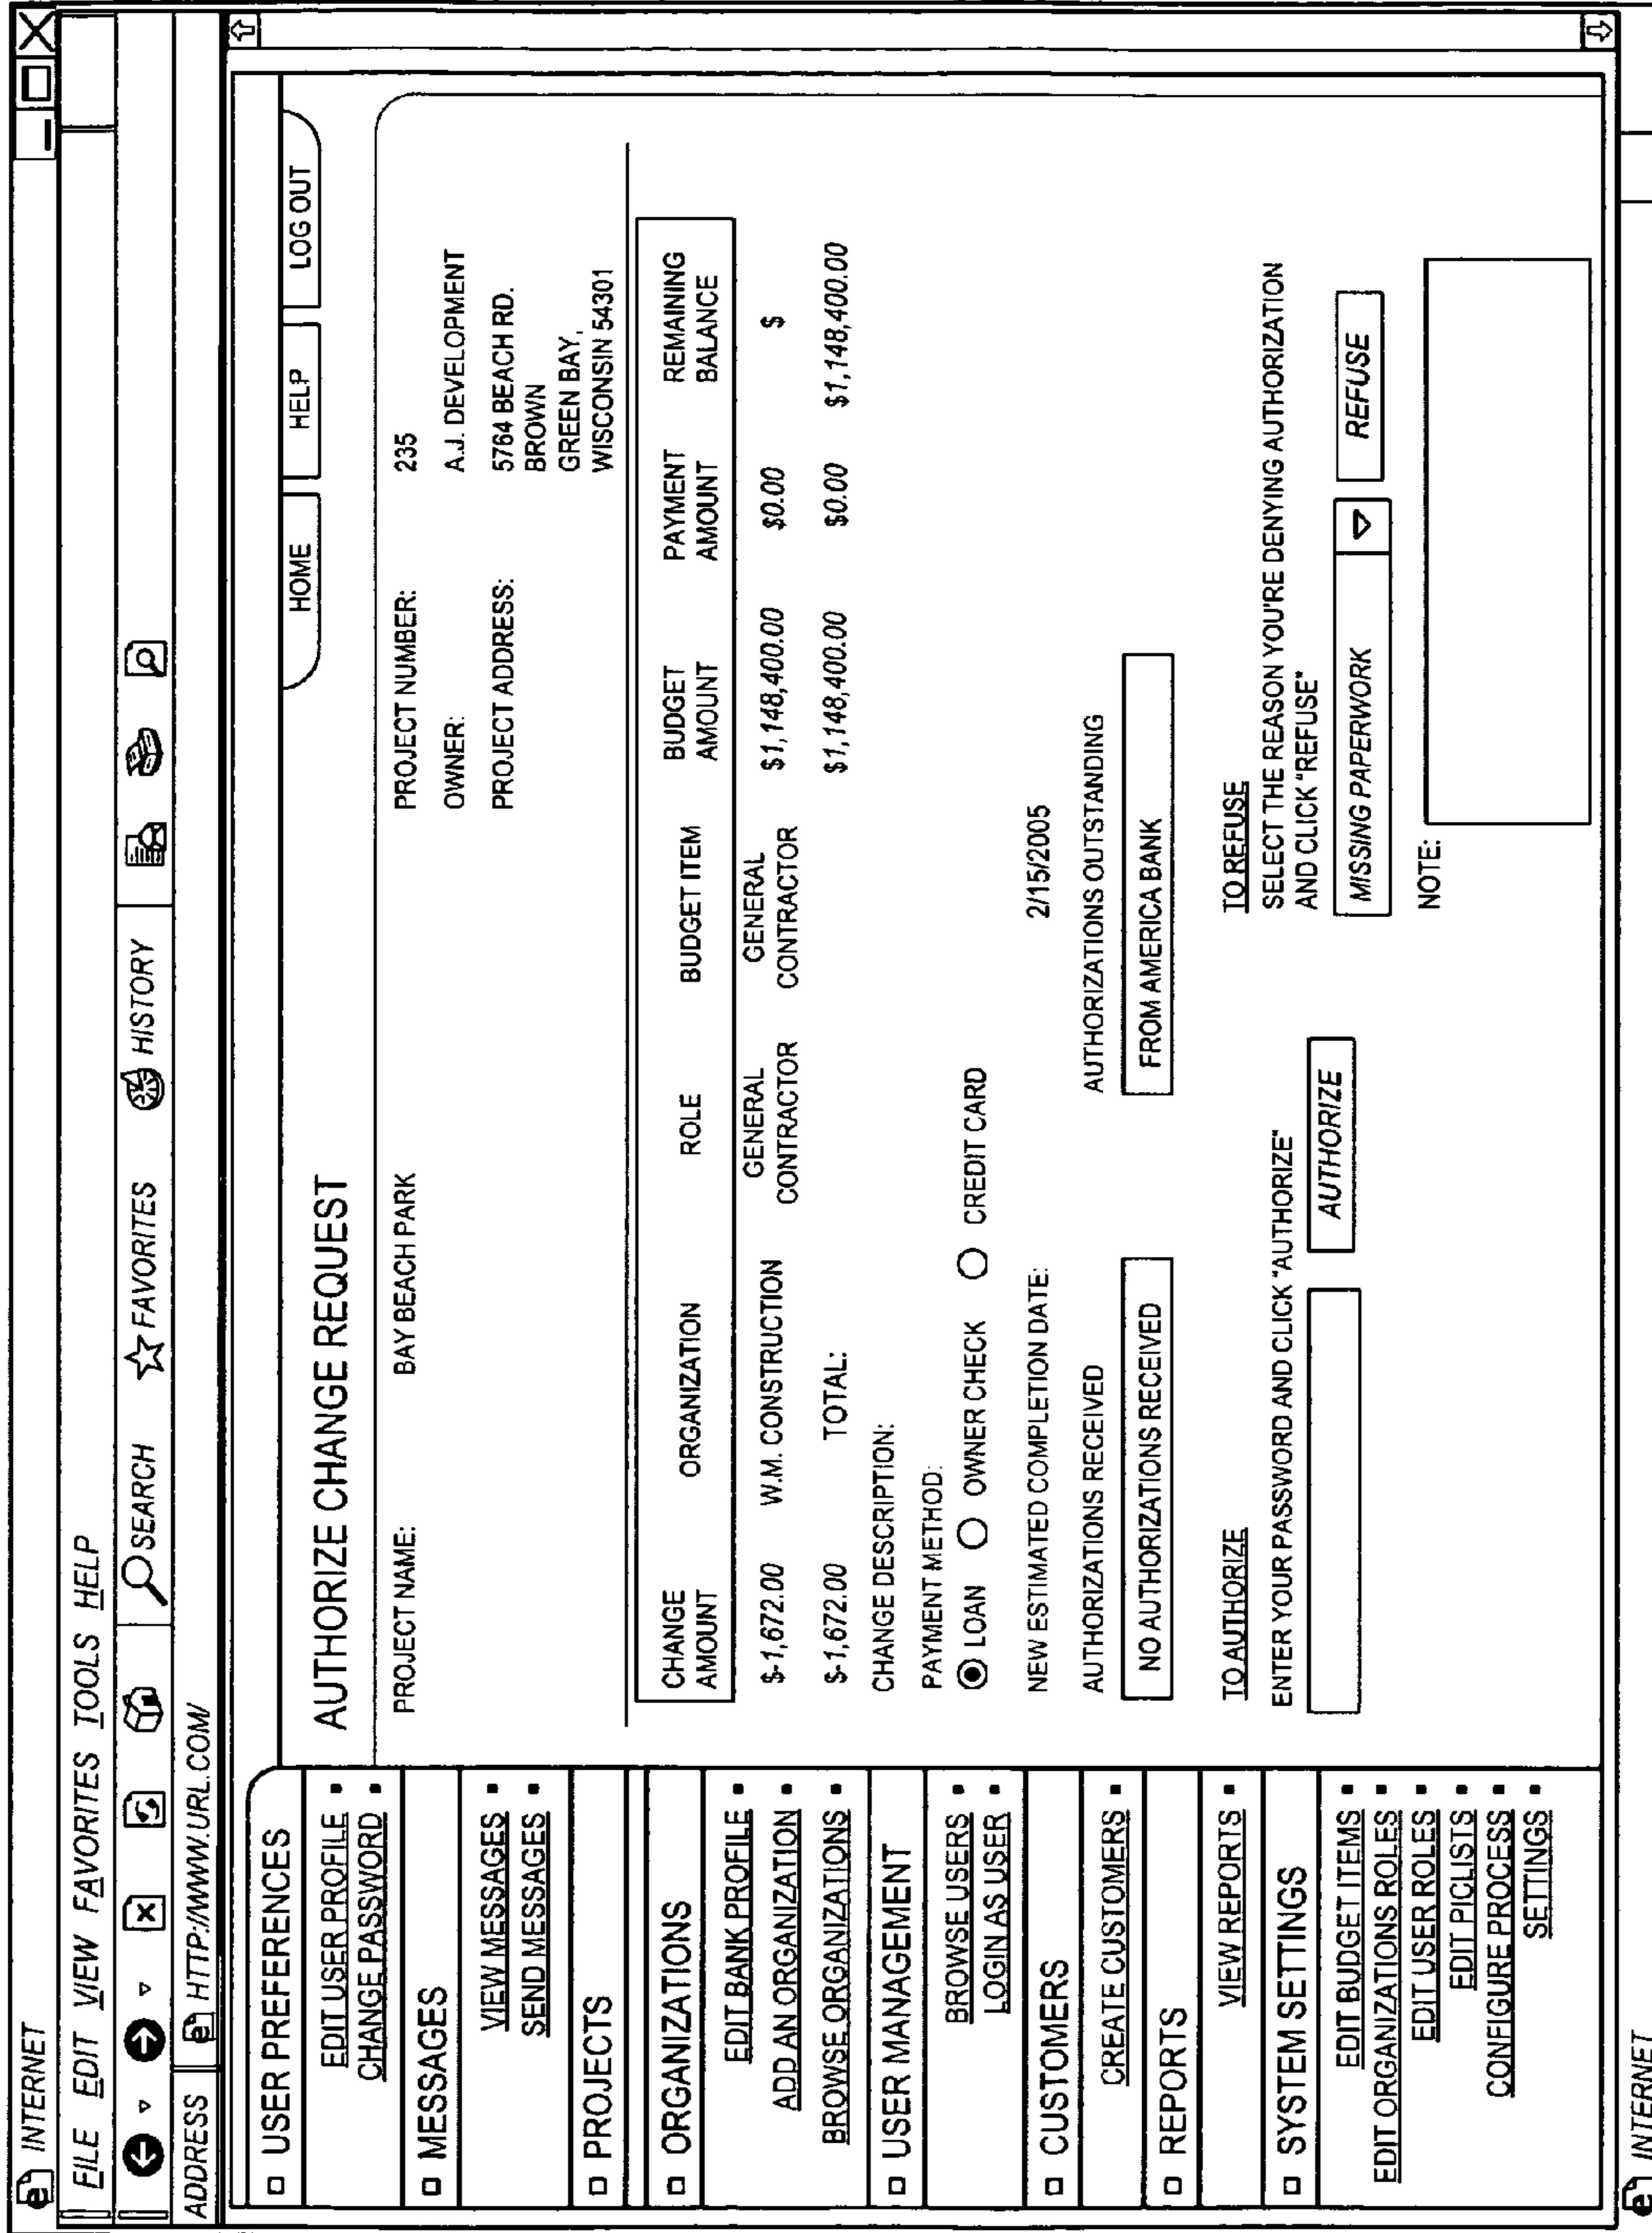 INTERNET
FILE EDIT VIEW FAVORITES TOOLS HELP
SEARCH FAVORITES HISTORY
ADDRESS HTTP://WWW.URL.COM/
USER PREFERENCES
EDIT USER PROFILE
CHANGE PASSWORD
MESSAGES
VIEW MESSAGES
SEND MESSAGES
PROJECTS
ORGANIZATIONS
EDIT BANK PROFILE
ADD AN ORGANIZATION
BROWSE ORGANIZATIONS
USER MANAGEMENT
BROWSE USERS
LOGIN AS USER
CUSTOMERS
CREATE CUSTOMERS
REPORTS
VIEW REPORTS
SYSTEM SETTINGS
EDIT BUDGET ITEMS
EDIT ORGANIZATIONS ROLES
EDIT USER ROLES
EDIT PICLISTS
CONFIGURE PROCESS
SETTINGS
HOME HELP LOG OUT
AUTHORIZE CHANGE REQUEST
PROJECT NAME: BAY BEACH PARK PROJECT NUMBER: 235
OWNER: A.J. DEVELOPMENT
PROJECT ADDRESS: 5764 BEACH RD.
BROWN
GREEN BAY,
WISCONSIN 54301
CHANGE AMOUNT ORGANIZATION ROLE BUDGET ITEM BUDGET AMOUNT PAYMENT AMOUNT REMAINING BALANCE
$-1,672.00 W.M. CONSTRUCTION GENERAL CONTRACTOR GENERAL CONTRACTOR $1,148,400.00 $0.00 $
$-1,672.00 TOTAL: $1,148,400.00 $0.00 $1,148,400.00
CHANGE DESCRIPTION:
PAYMENT METHOD:
LOAN OWNER CHECK CREDIT CARD
NEW ESTIMATED COMPLETION DATE: 2/15/2005
AUTHORIZATIONS RECEIVED AUTHORIZATIONS OUTSTANDING
NO AUTHORIZATIONS RECEIVED FROM AMERICA BANK
TO AUTHORIZE
ENTER YOUR PASSWORD AND CLICK "AUTHORIZE"
AUTHORIZE
TO REFUSE
SELECT THE REASON YOU'RE DENYING AUTHORIZATION
AND CLICK "REFUSE"
MISSING PAPERWORK REFUSE
NOTE:
INTERNET